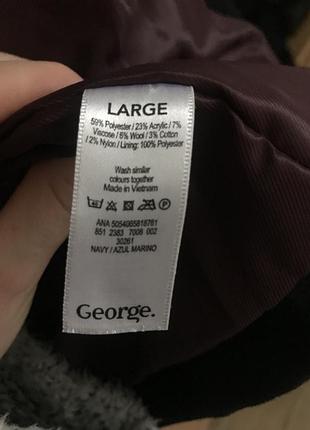 LARGE
59% Polyester / 23% Acrylic / 7%
Viscose / 6% Wool / 3% Cotton
/ 2% Nylon / Lining: 100% Polyester
Wash similar
colours together
Made in Vietnam
ANA 5054065818761
851 2383 7008 002
30261
NAVY / AZUL MARINO
George.